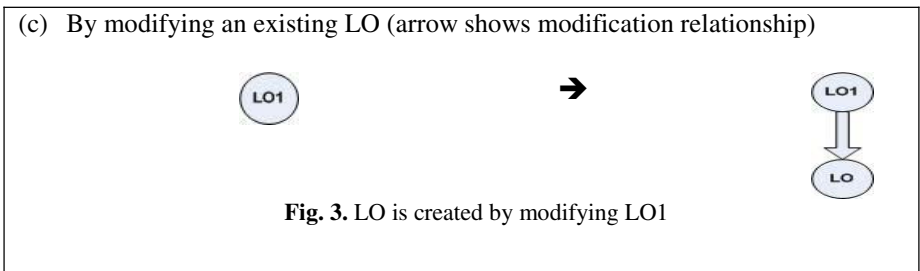 (c) By modifying an existing LO (arrow shows modification relationship)
LO1 ➔ LO1
LO
Fig. 3. LO is created by modifying LO1